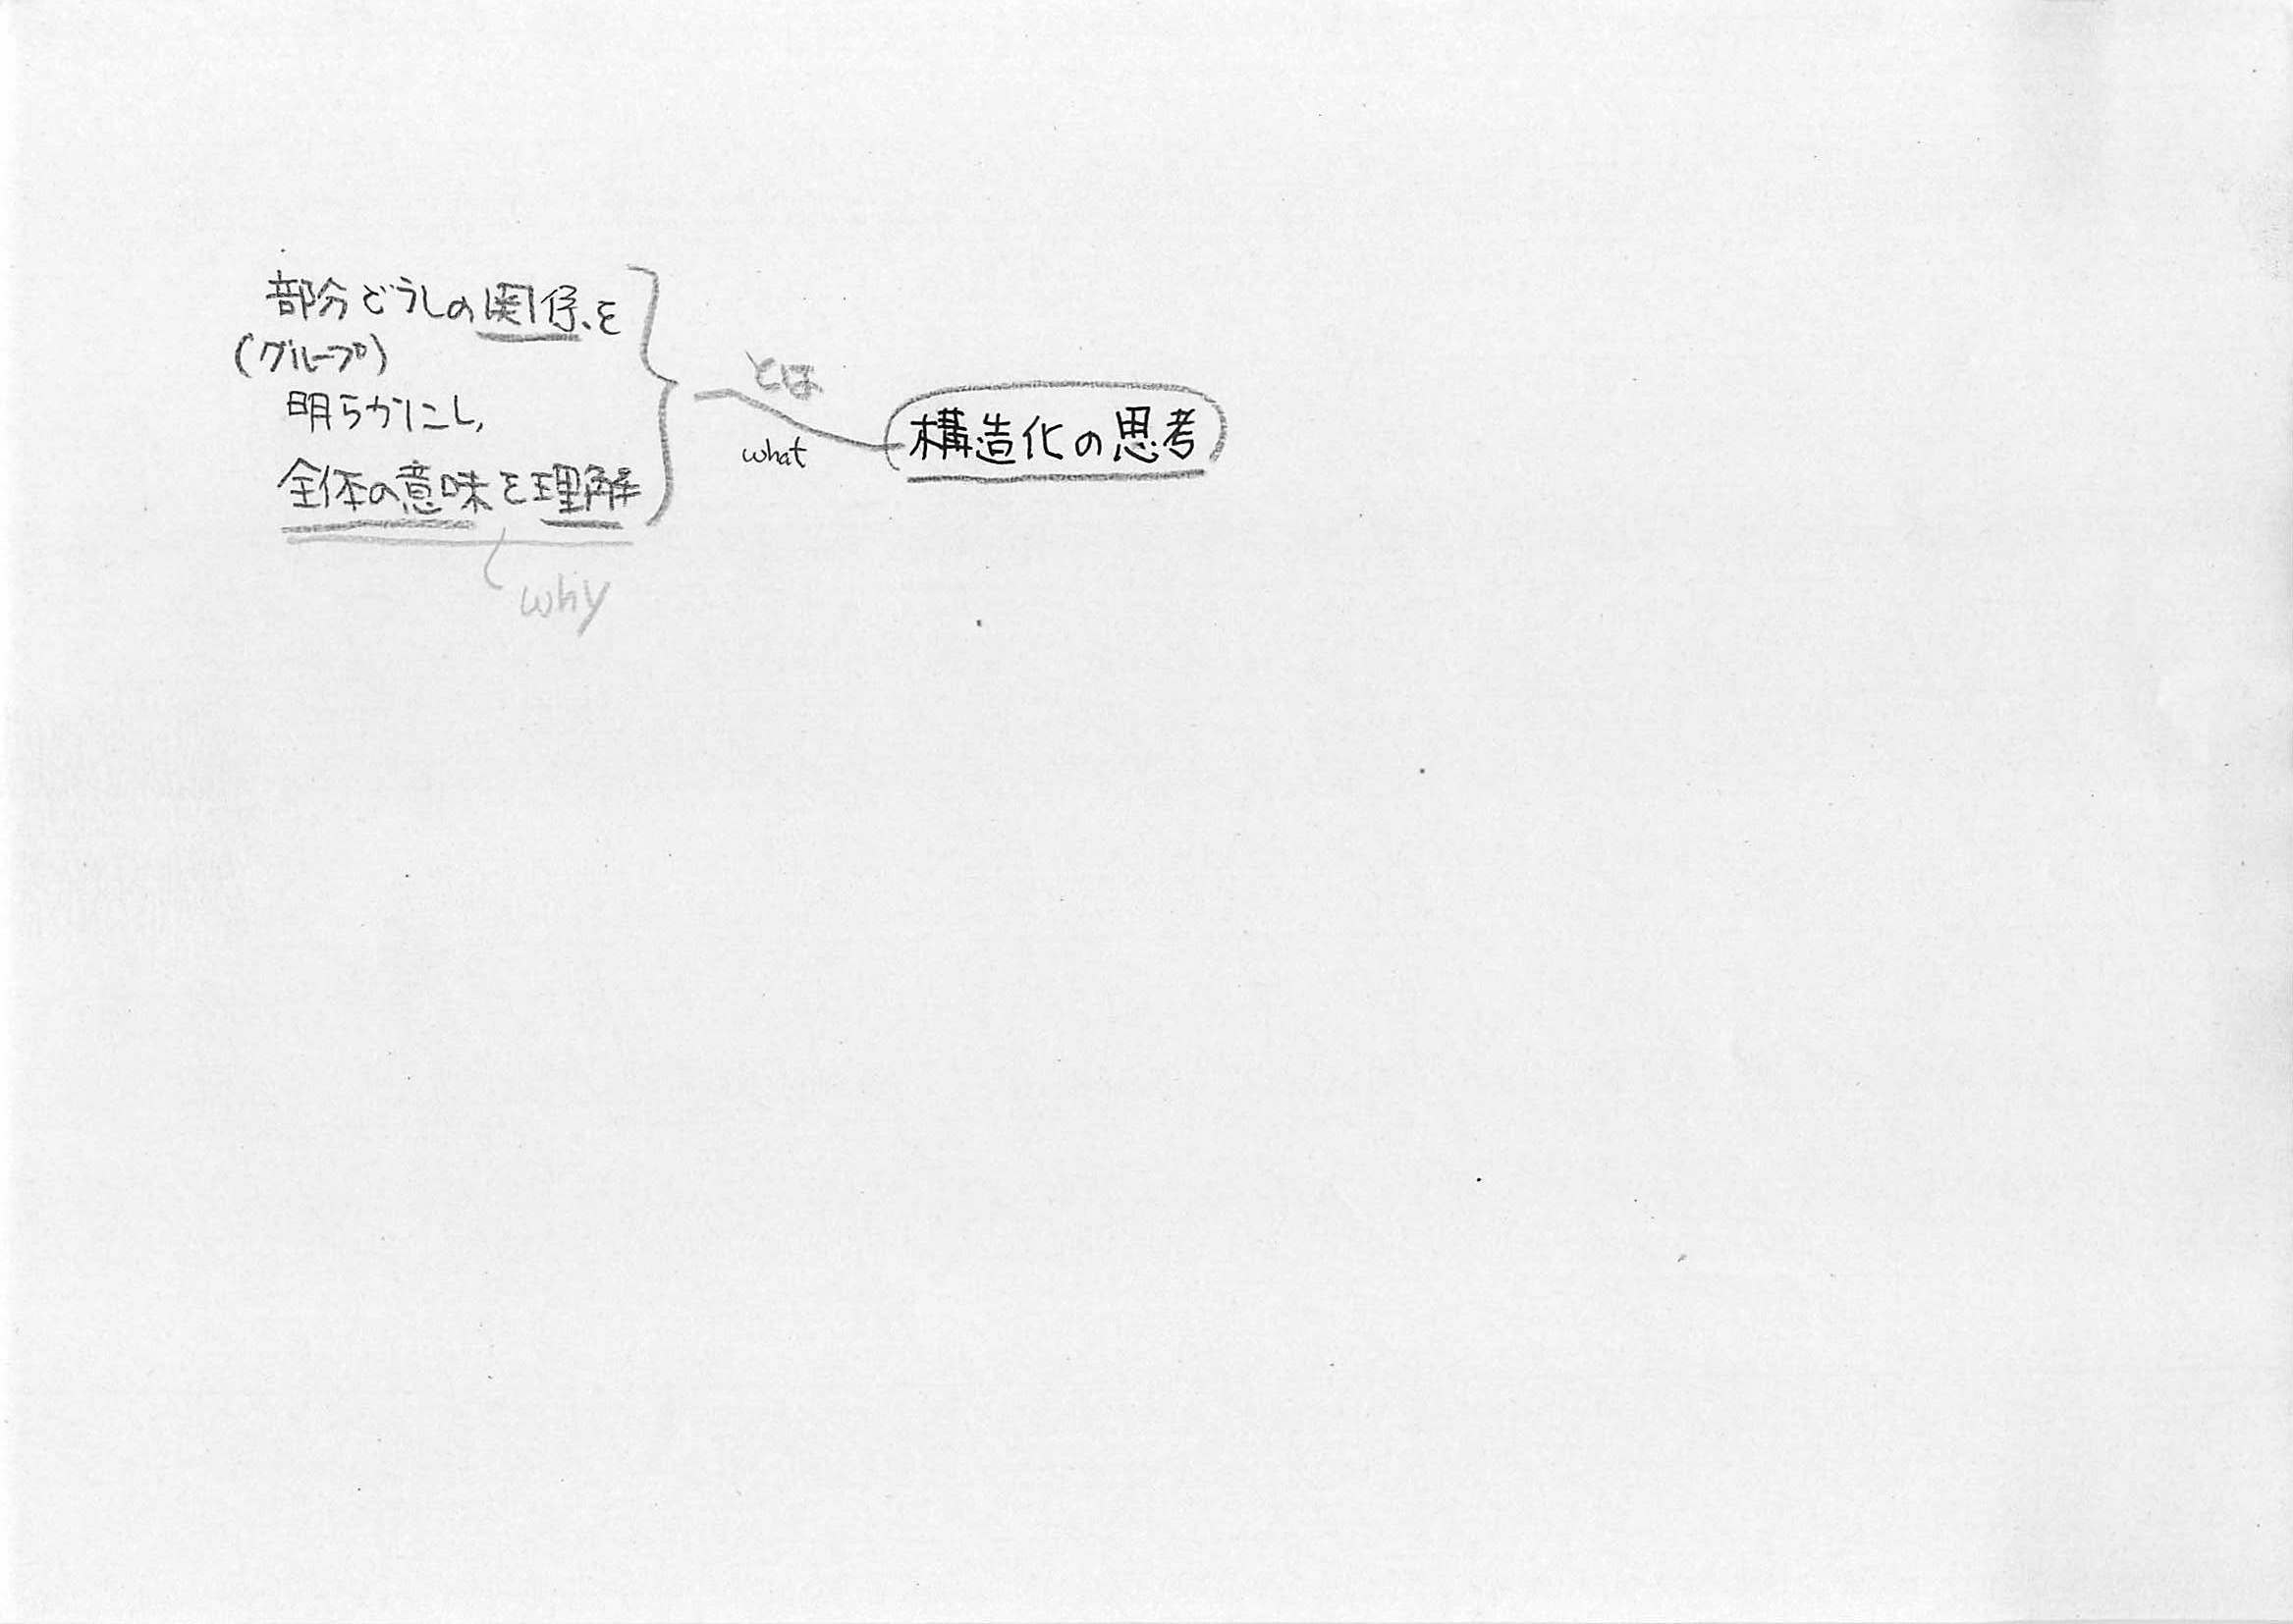 部分どうしの関係を
(グループ)
明らかにし,
全体の意味を理解
why
とは
what
構造化の思考